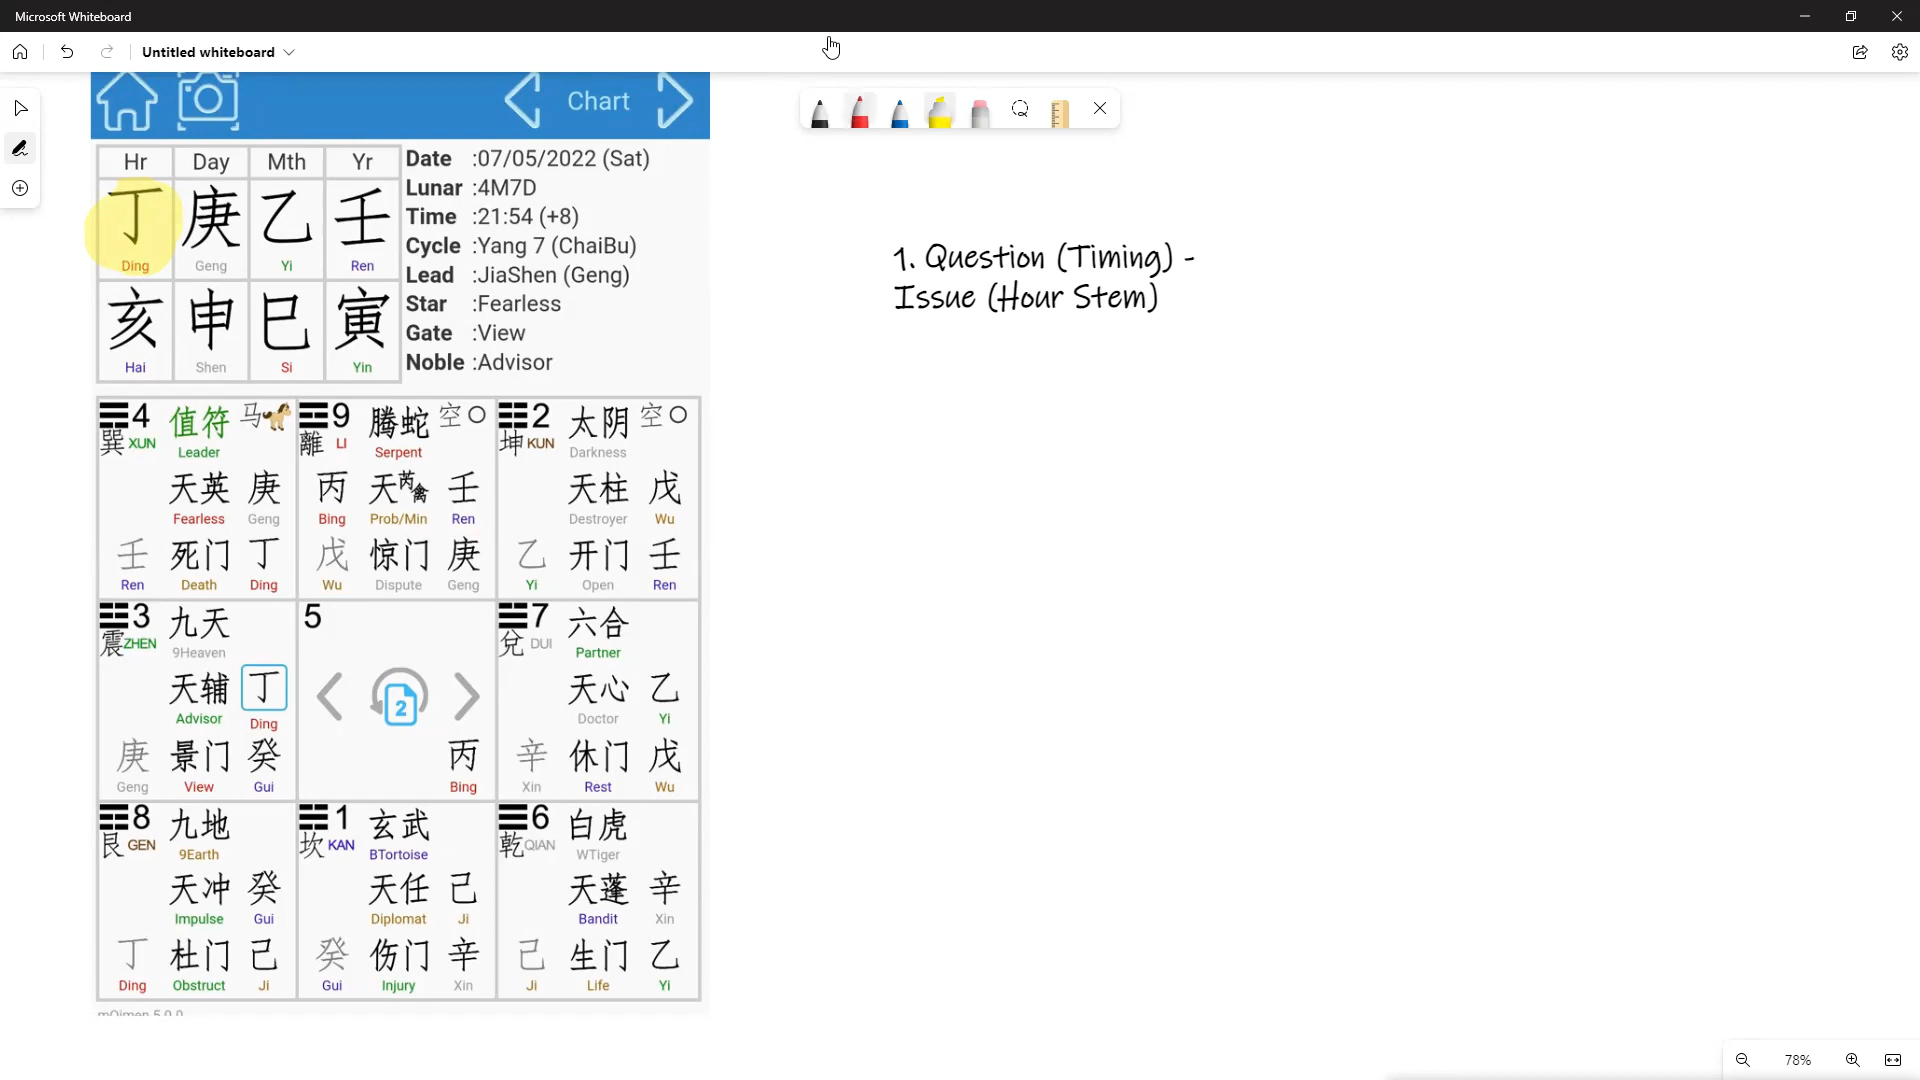 Microsoft Whiteboard
Untitled whiteboard
Chart
Hr Day Mth Yr
丁 庚 乙 壬
Ding Geng Yi Ren
亥 申 巳 寅
Hai Shen Si Yin
Date :07/05/2022 (Sat)
Lunar :4M7D
Time :21:54 (+8)
Cycle :Yang 7 (ChaiBu)
Lead :JiaShen (Geng)
Star :Fearless
Gate :View
Noble :Advisor
4 值符 马
巽 XUN Leader
天英 庚
Fearless Geng
壬 死门 丁
Ren Death Ding
9 腾蛇 空
離 LI Serpent
丙 天芮禽 壬
Bing Prob/Min Ren
戊 惊门 庚
Wu Dispute Geng
2 太阴 空
坤 KUN Darkness
天柱 戊
Destroyer Wu
乙 开门 壬
Yi Open Ren
3 九天
震 ZHEN 9Heaven
天辅 丁
Advisor Ding
庚 景门 癸
Geng View Gui
5
2
丙
Bing
7 六合
兌 DUI Partner
天心 乙
Doctor Yi
辛 休门 戊
Xin Rest Wu
8 九地
艮 GEN 9Earth
天冲 癸
Impulse Gui
丁 杜门 己
Ding Obstruct Ji
1 玄武
坎 KAN BTortoise
天任 己
Diplomat Ji
癸 伤门 辛
Gui Injury Xin
6 白虎
乾 QIAN WTiger
天蓬 辛
Bandit Xin
己 生门 乙
Ji Life Yi
mQimen 5.0.0
1. Question (Timing) -
Issue (Hour Stem)
78%